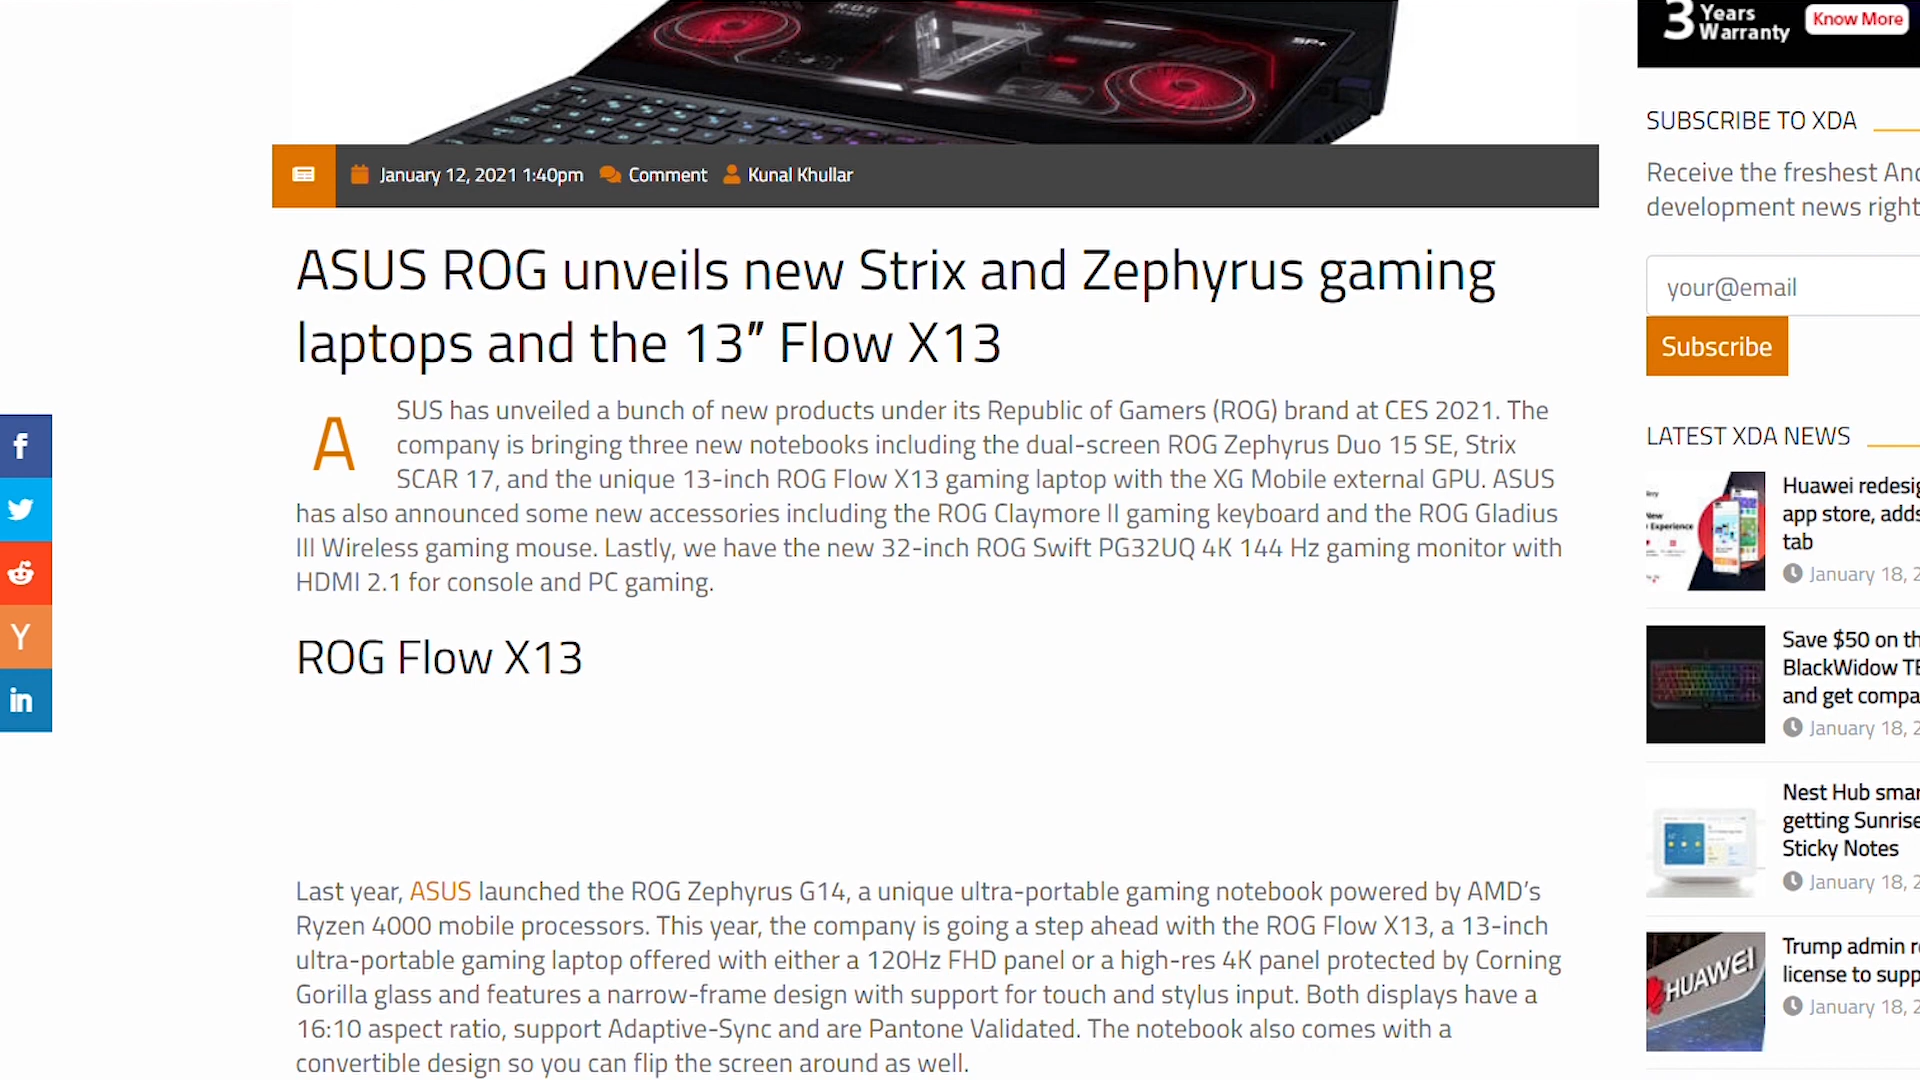 3 Years
Warranty
Know More
January 12, 2021 1:40pm
Comment
Kunal Khullar
ASUS ROG unveils new Strix and Zephyrus gaming
laptops and the 13″ Flow X13
ASUS has unveiled a bunch of new products under its Republic of Gamers (ROG) brand at CES 2021. The
company is bringing three new notebooks including the dual-screen ROG Zephyrus Duo 15 SE, Strix
SCAR 17, and the unique 13-inch ROG Flow X13 gaming laptop with the XG Mobile external GPU. ASUS
has also announced some new accessories including the ROG Claymore II gaming keyboard and the ROG Gladius
III Wireless gaming mouse. Lastly, we have the new 32-inch ROG Swift PG32UQ 4K 144 Hz gaming monitor with
HDMI 2.1 for console and PC gaming.
ROG Flow X13
Last year, ASUS launched the ROG Zephyrus G14, a unique ultra-portable gaming notebook powered by AMD's
Ryzen 4000 mobile processors. This year, the company is going a step ahead with the ROG Flow X13, a 13-inch
ultra-portable gaming laptop offered with either a 120Hz FHD panel or a high-res 4K panel protected by Corning
Gorilla glass and features a narrow-frame design with support for touch and stylus input. Both displays have a
16:10 aspect ratio, support Adaptive-Sync and are Pantone Validated. The notebook also comes with a
convertible design so you can flip the screen around as well.
SUBSCRIBE TO XDA
Receive the freshest And
development news right
your@email
Subscribe
LATEST XDA NEWS
Huawei redesig
app store, adds
tab
January 18, 2
Save $50 on th
BlackWidow TE
and get compa
January 18, 2
Nest Hub smar
getting Sunrise
Sticky Notes
January 18, 2
HUAWEI
Trump admin re
license to supp
January 18, 2